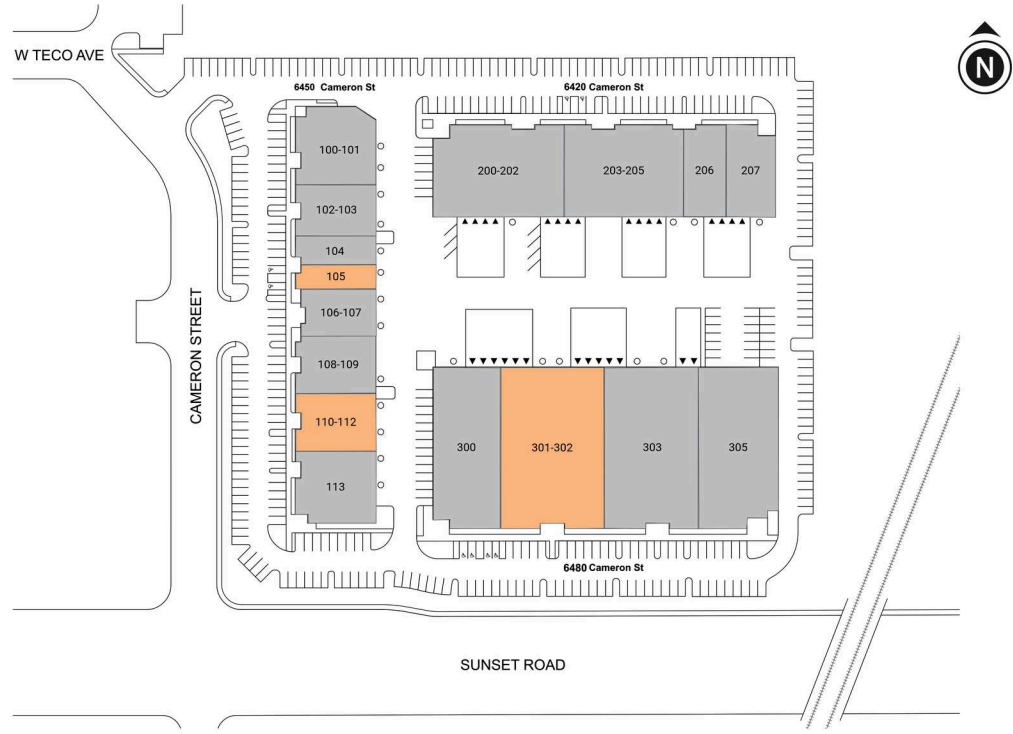 W TECO AVE
N
6450 Cameron St
6420 Cameron St
100-101
102-103
104
105
106-107
108-109
110-112
113
200-202
203-205
206
207
CAMERON STREET
300
301-302
303
305
6480 Cameron St
SUNSET ROAD